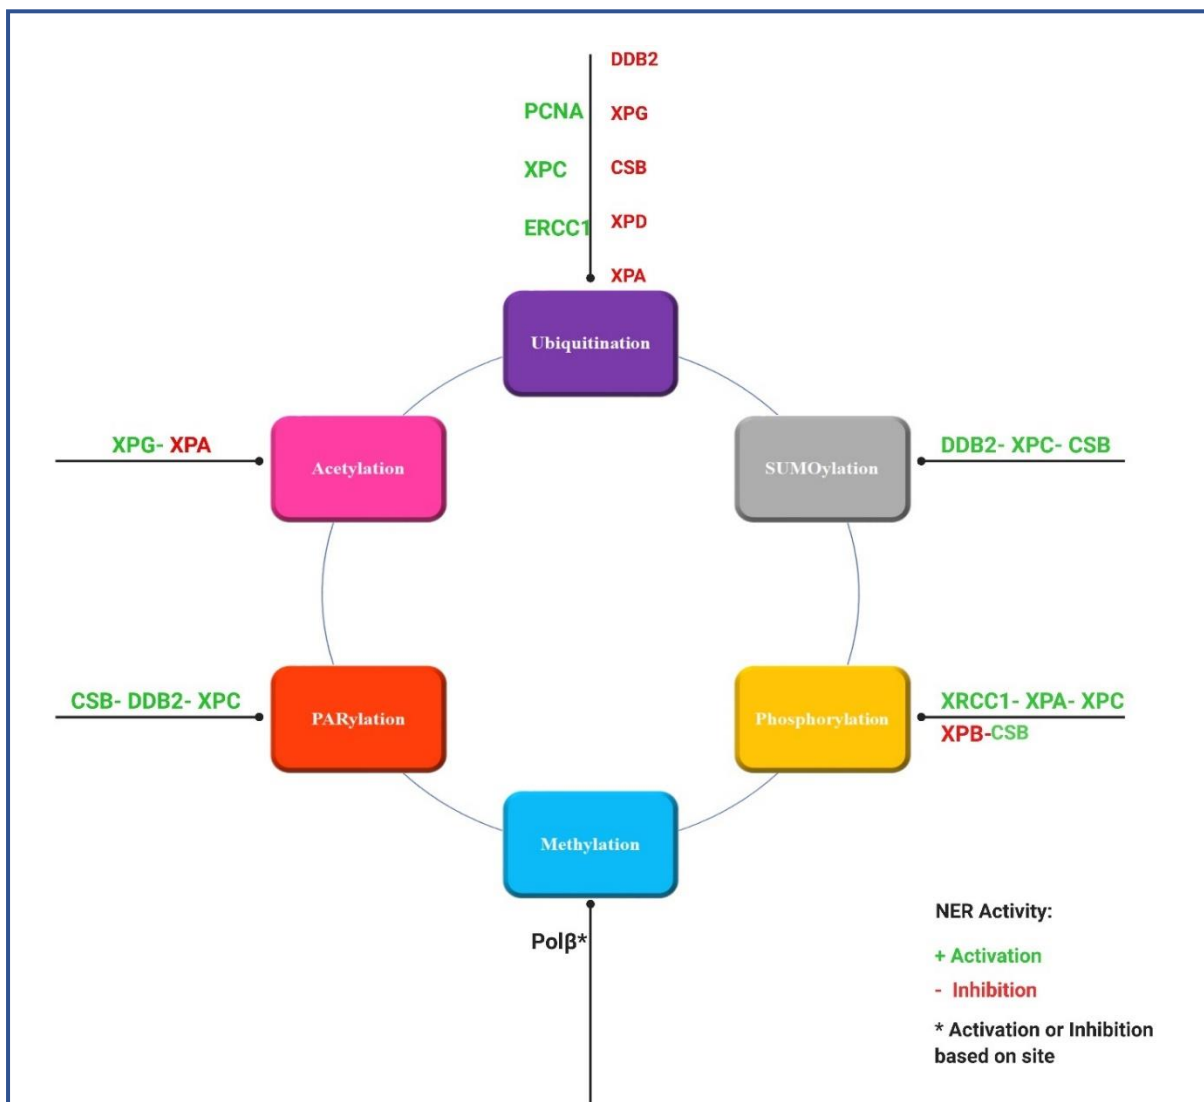 DDB2
PCNA
XPG
XPC
CSB
ERCC1
XPD
XPA
Ubiquitination
XPG- XPA
Acetylation
SUMOylation
DDB2- XPC- CSB
CSB- DDB2- XPC
PARylation
Phosphorylation
XRCC1- XPA- XPC
XPB-CSB
Methylation
Polβ*
NER Activity:
+ Activation
- Inhibition
* Activation or Inhibition
based on site